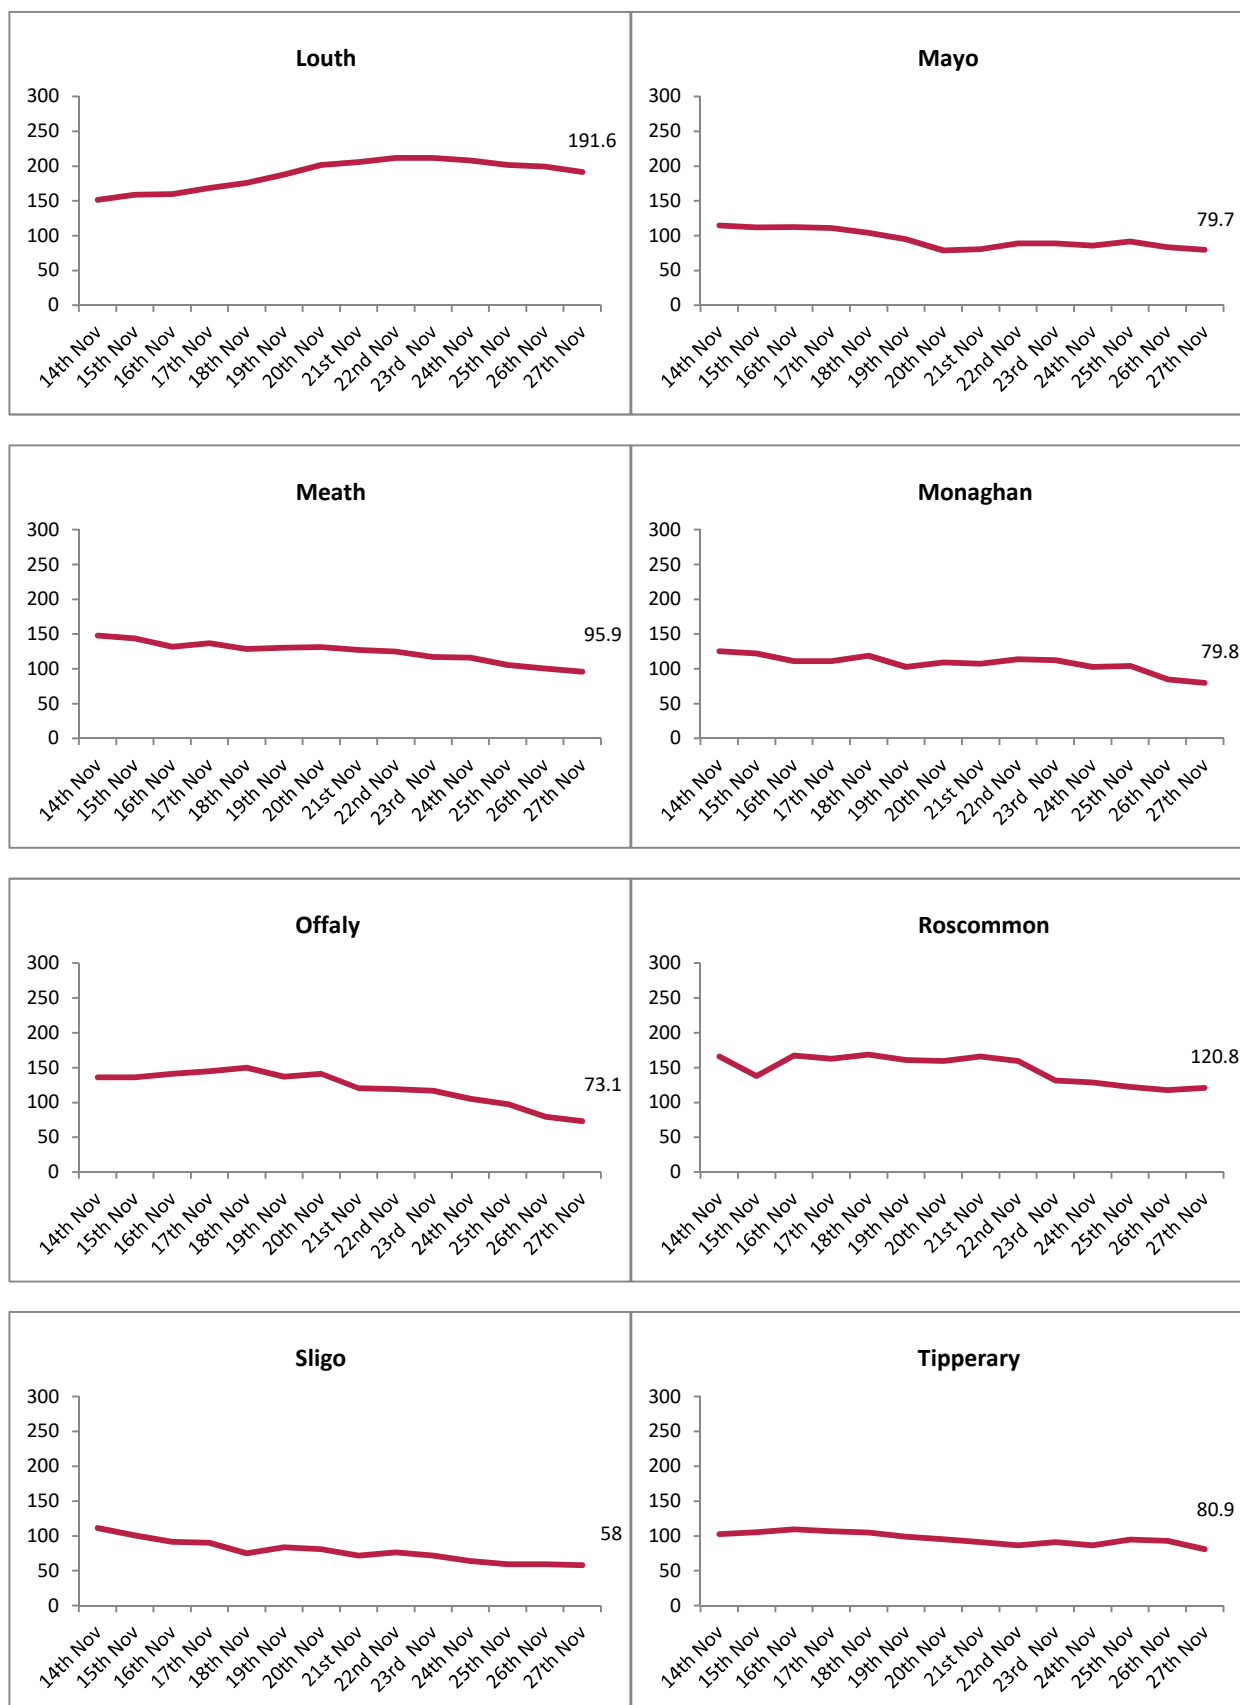 Louth
300
250
200
150
100
50
0
191.6
14th Nov
15th Nov
16th Nov
17th Nov
18th Nov
19th Nov
20th Nov
21st Nov
22nd Nov
23rd Nov
24th Nov
25th Nov
26th Nov
27th Nov
Mayo
300
250
200
150
100
50
0
79.7
14th Nov
15th Nov
16th Nov
17th Nov
18th Nov
19th Nov
20th Nov
21st Nov
22nd Nov
23rd Nov
24th Nov
25th Nov
26th Nov
27th Nov
Meath
300
250
200
150
100
50
0
95.9
14th Nov
15th Nov
16th Nov
17th Nov
18th Nov
19th Nov
20th Nov
21st Nov
22nd Nov
23rd Nov
24th Nov
25th Nov
26th Nov
27th Nov
Monaghan
300
250
200
150
100
50
0
79.8
14th Nov
15th Nov
16th Nov
17th Nov
18th Nov
19th Nov
20th Nov
21st Nov
22nd Nov
23rd Nov
24th Nov
25th Nov
26th Nov
27th Nov
Offaly
300
250
200
150
100
50
0
73.1
14th Nov
15th Nov
16th Nov
17th Nov
18th Nov
19th Nov
20th Nov
21st Nov
22nd Nov
23rd Nov
24th Nov
25th Nov
26th Nov
27th Nov
Roscommon
300
250
200
150
100
50
0
120.8
14th Nov
15th Nov
16th Nov
17th Nov
18th Nov
19th Nov
20th Nov
21st Nov
22nd Nov
23rd Nov
24th Nov
25th Nov
26th Nov
27th Nov
Sligo
300
250
200
150
100
50
0
58
14th Nov
15th Nov
16th Nov
17th Nov
18th Nov
19th Nov
20th Nov
21st Nov
22nd Nov
23rd Nov
24th Nov
25th Nov
26th Nov
27th Nov
Tipperary
300
250
200
150
100
50
0
80.9
14th Nov
15th Nov
16th Nov
17th Nov
18th Nov
19th Nov
20th Nov
21st Nov
22nd Nov
23rd Nov
24th Nov
25th Nov
26th Nov
27th Nov